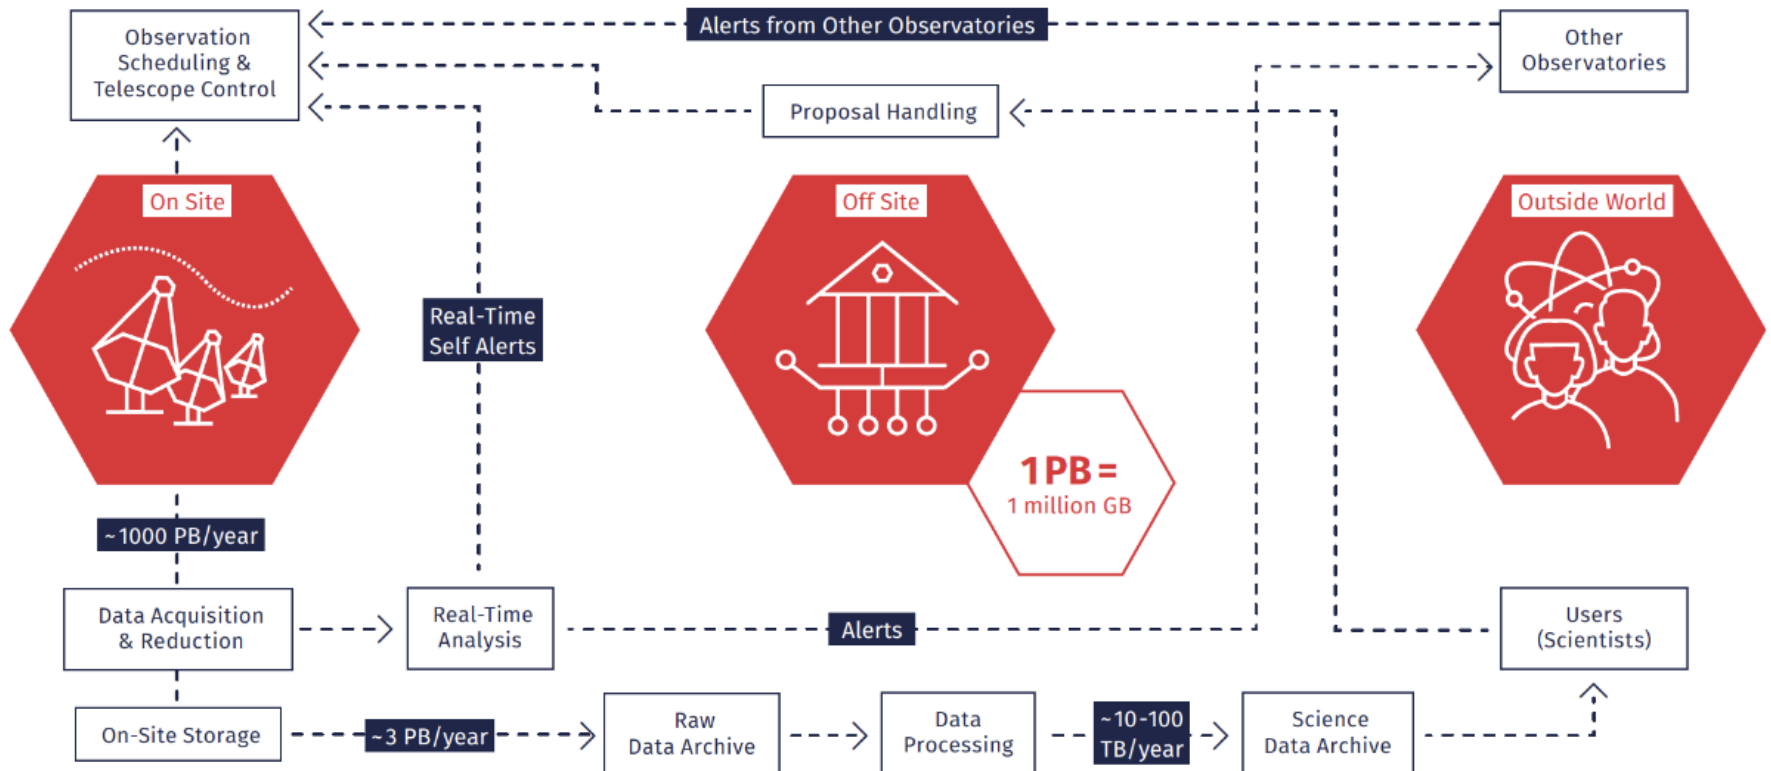 Observation
Scheduling &
Telescope Control
Alerts from Other Observatories
Other
Observatories
Proposal Handling
On Site
Off Site
Outside World
Real-Time
Self Alerts
1PB =
1 million GB
~1000 PB/year
Data Acquisition
& Reduction
Real-Time
Analysis
Alerts
Users
(Scientists)
On-Site Storage
~3 PB/year
Raw
Data Archive
Data
Processing
~10-100
TB/year
Science
Data Archive